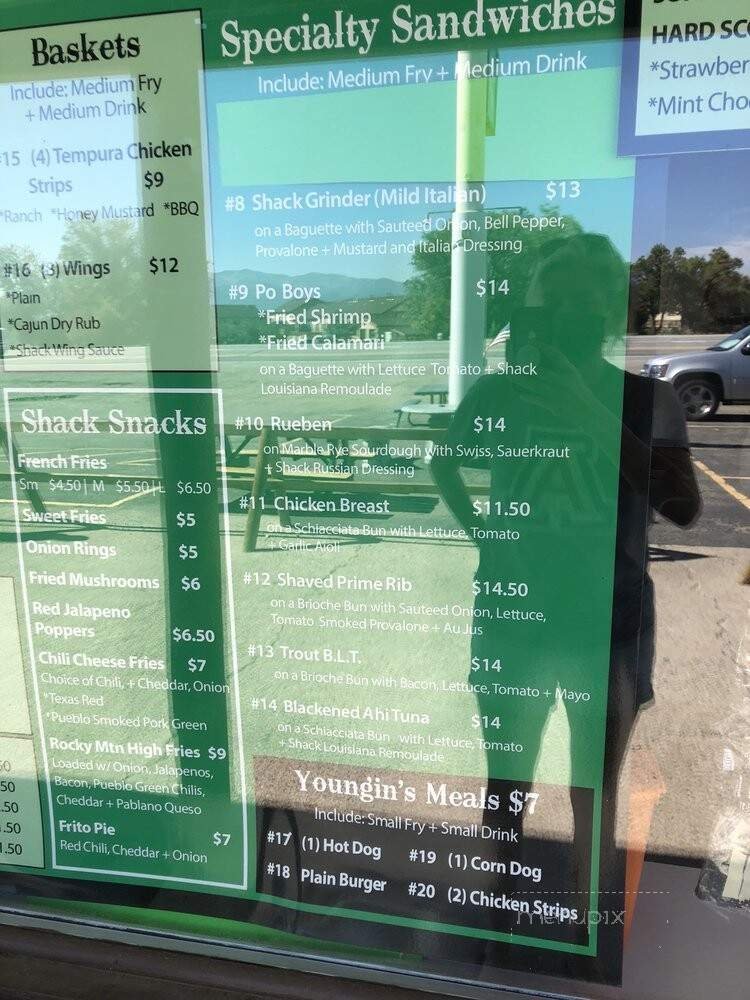 Baskets
Include: Medium Fry
+ Medium Drink
#15 (4) Tempura Chicken
Strips $9
*Ranch *Honey Mustard *BBQ
#16 (3) Wings $12
*Plain
*Cajun Dry Rub
*Shack Wing Sauce
Shack Snacks
French Fries
Sm $4.50| M $5.50|L $6.50
Sweet Fries $5
Onion Rings $5
Fried Mushrooms $6
Red Jalapeno
Poppers $6.50
Chili Cheese Fries $7
Choice of Chili, + Cheddar, Onion
*Texas Red
*Pueblo Smoked Pork Green
Rocky Mtn High Fries $9
Loaded w/ Onion, Jalapenos,
Bacon, Pueblo Green Chilis,
Cheddar + Pablano Queso
Frito Pie $7
Red Chili, Cheddar + Onion
50
.50
.50
1.50
Specialty Sandwiches
Include: Medium Fry + Medium Drink
#8 Shack Grinder (Mild Italian) $13
on a Baguette with Sauteed Onion, Bell Pepper,
Provalone + Mustard and Italian Dressing
#9 Po Boys $14
*Fried Shrimp
*Fried Calamari
on a Baguette with Lettuce Tomato + Shack
Louisiana Remoulade
#10 Rueben $14
on Marble Rye Sourdough with Swiss, Sauerkraut
+ Shack Russian Dressing
#11 Chicken Breast $11.50
on a Schiacciata Bun with Lettuce, Tomato
+ Garlic Aioli
#12 Shaved Prime Rib $14.50
on a Brioche Bun with Sauteed Onion, Lettuce,
Tomato Smoked Provalone + Au Jus
#13 Trout B.L.T. $14
on a Brioche Bun with Bacon, Lettuce, Tomato + Mayo
#14 Blackened Ahi Tuna $14
on a Schiacciata Bun with Lettuce, Tomato
+ Shack Louisiana Remoulade
Youngin's Meals $7
Include: Small Fry + Small Drink
#17 (1) Hot Dog #19 (1) Corn Dog
#18 Plain Burger #20 (2) Chicken Strips
HARD SC
*Strawber
*Mint Cho
menupix